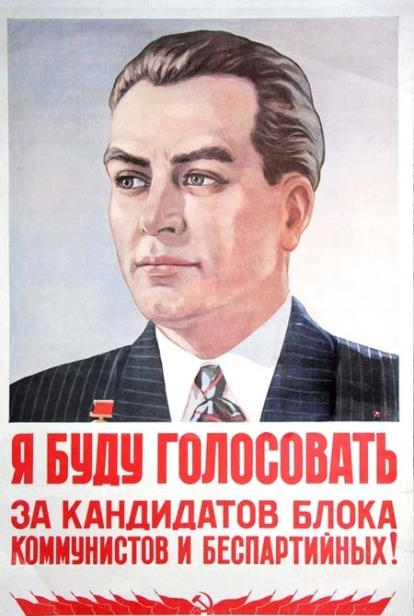 Я БУДУ ГОЛОСОВАТЬ
ЗА КАНДИДАТОВ БЛОКА
КОММУНИСТОВ И БЕСПАРТИЙНЫХ!